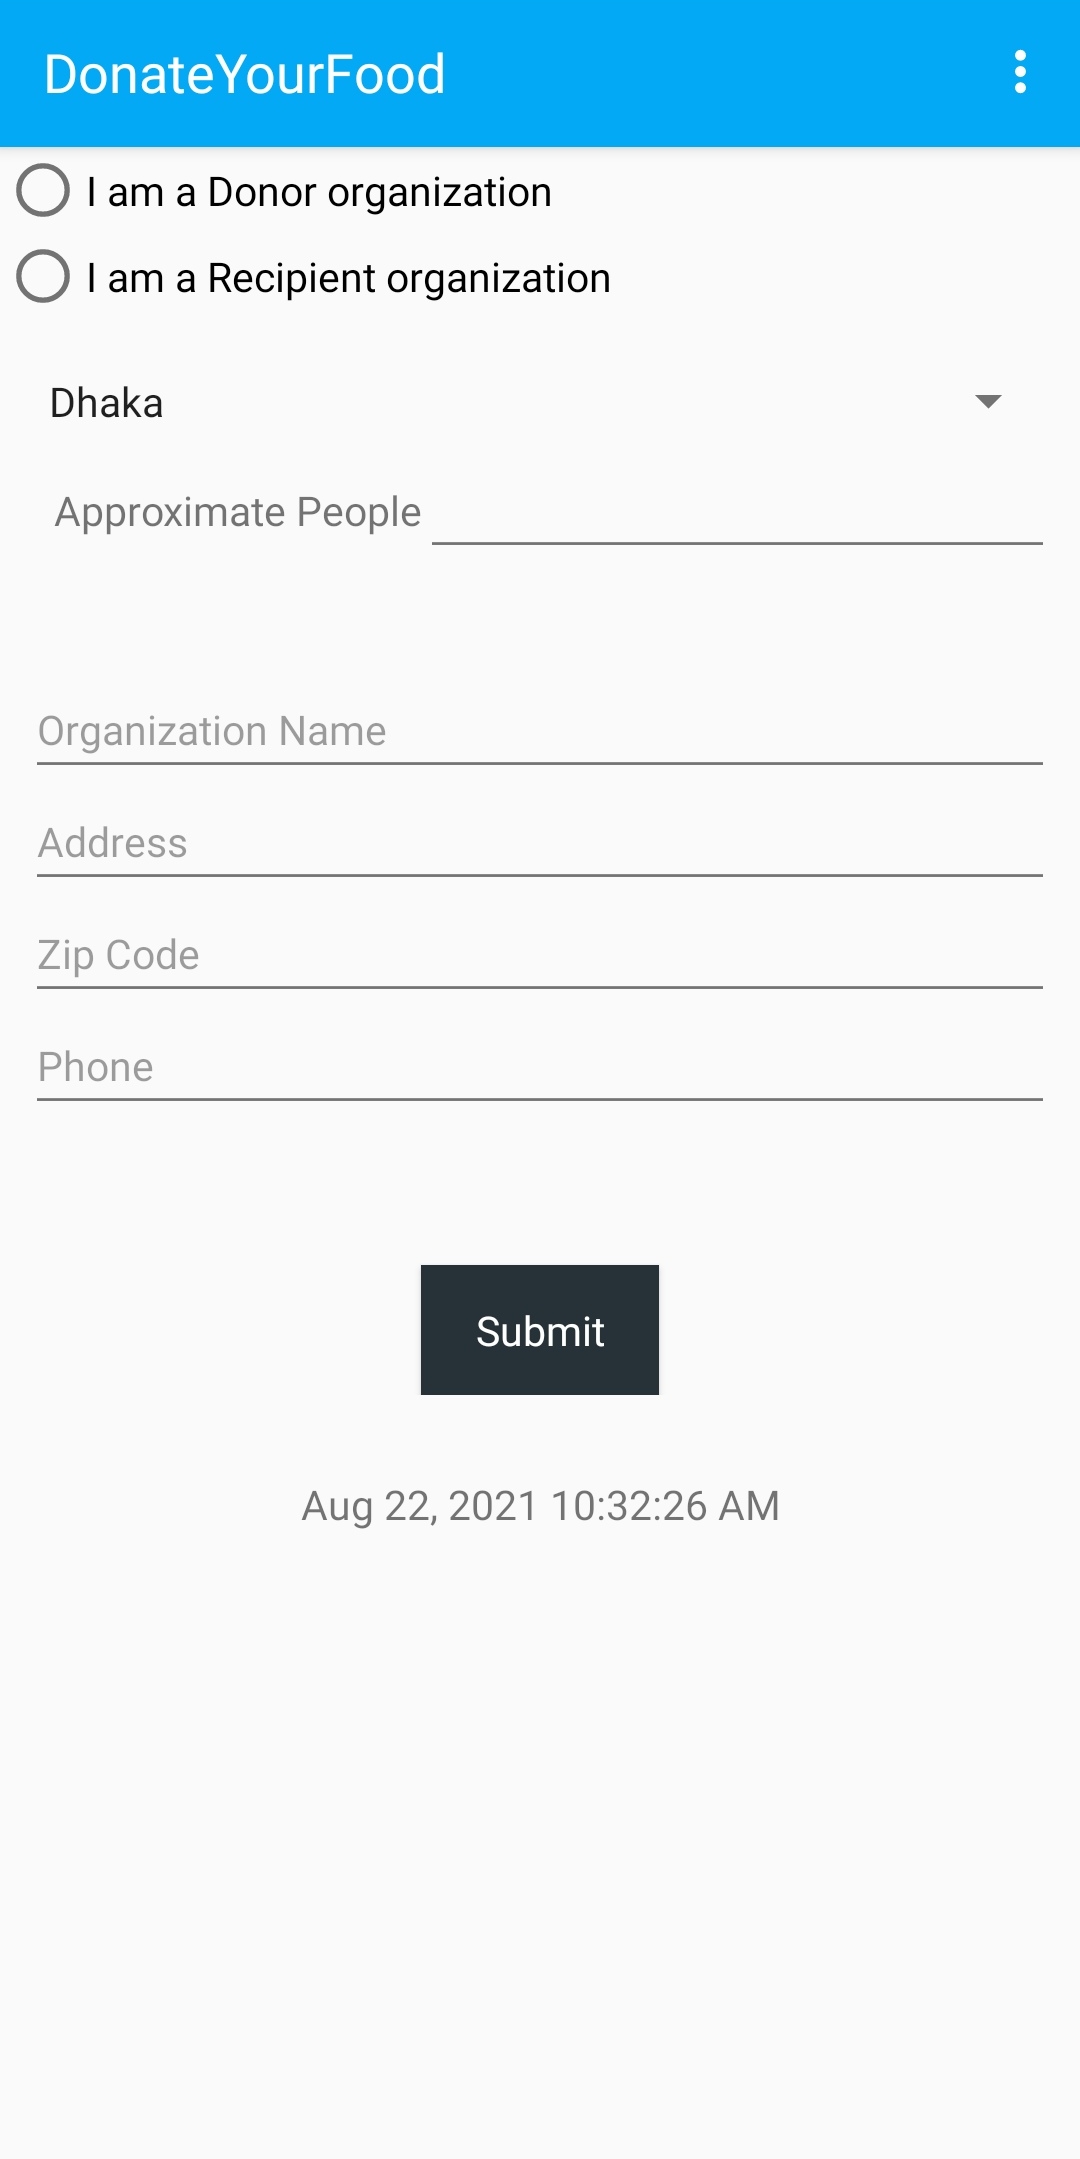 DonateYourFood
I am a Donor organization
I am a Recipient organization
Dhaka
Approximate People
Organization Name
Address
Zip Code
Phone
Submit
Aug 22, 2021 10:32:26 AM